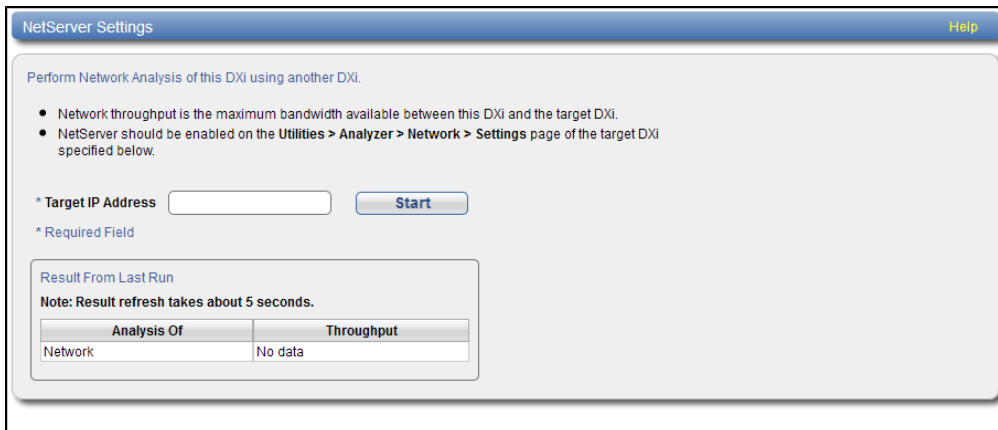 NetServer Settings Help
Perform Network Analysis of this DXi using another DXi.
Network throughput is the maximum bandwidth available between this DXi and the target DXi.
NetServer should be enabled on the Utilities > Analyzer > Network > Settings page of the target DXi
specified below.
* Target IP Address Start
* Required Field
Result From Last Run
Note: Result refresh takes about 5 seconds.
Analysis Of Throughput
Network No data